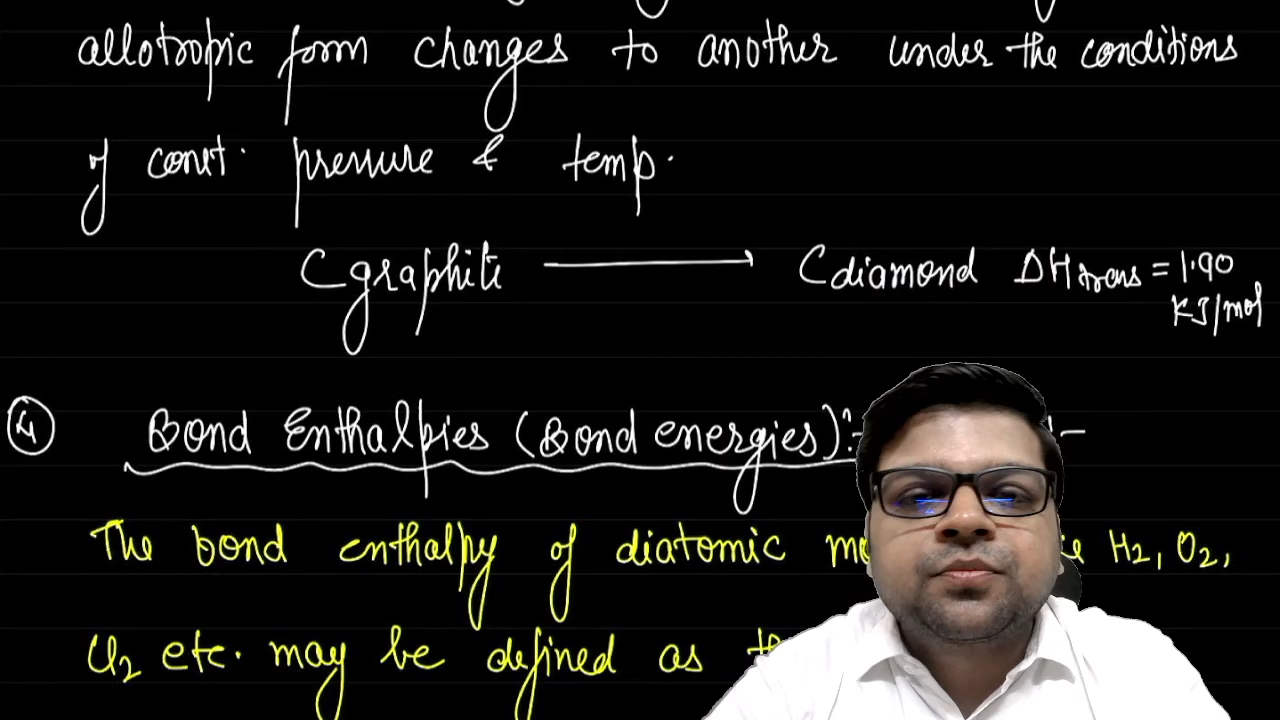 allotropic form changes to another under the conditions
of const. pressure & temp.
Cgraphite ⟶ Cdiamond ΔHtrans = 1.90
KJ/mol
④ Bond Enthalpies (Bond energies):-
The bond enthalpy of diatomic H2, O2,
Cl2 etc. may be defined as